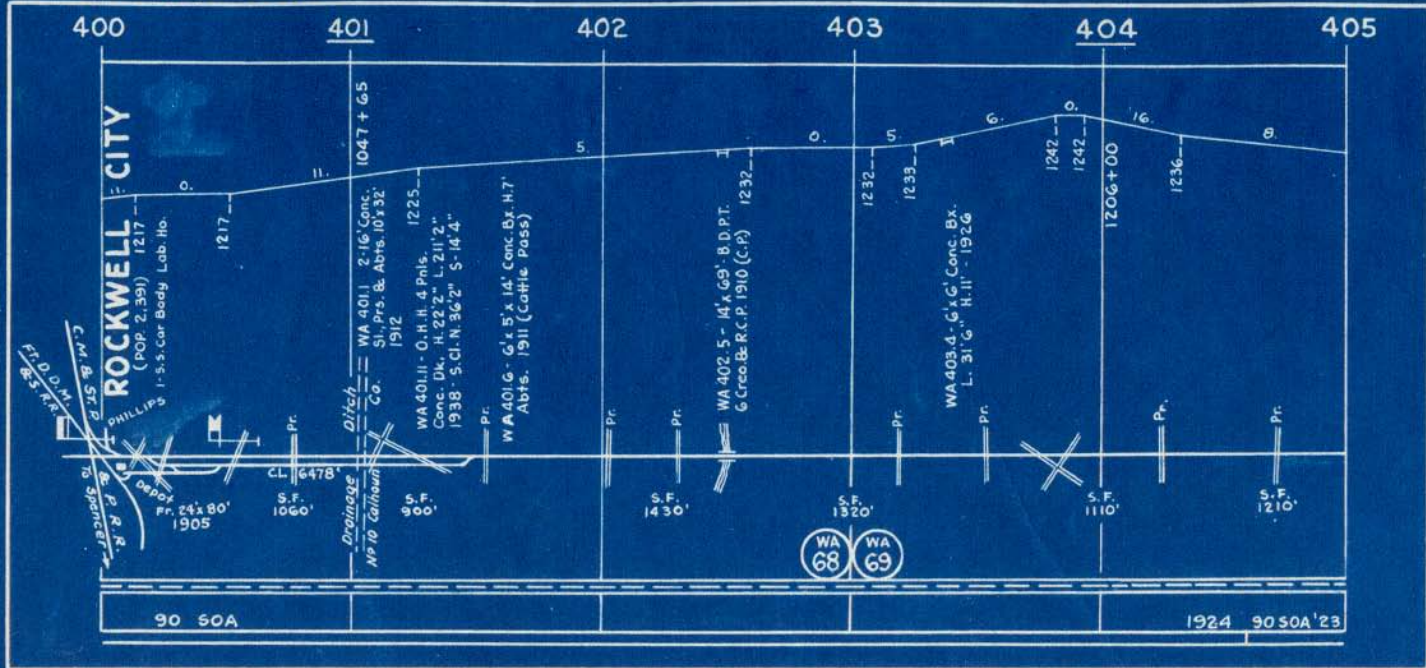 400 401 402 403 404 405
ROCKWELL CITY
(POP. 2.391)
1217
1-S.S. Car Body Lab. Ho.
1217
11. 0. 11. 5. 0. 5. 6. 0. 16. 8.
1047 + 65
WA 401.1 2-16' Conc.
Sl., Prs. & Abts. 10'x 32'
1912
1225
WA 401.11 - O.H.H. 4 Pnls.
Conc. Dk. H. 22'2" L. 211'2"
1938 - S.Cl. N. 36'2" S-14'4"
WA 401.6 - 6'x 5'x 14' Conc. Bx. H.7'
Abts. 1911 (Cattle Pass)
WA 402.5 - 14'x 69'- B.D.P.T.
6 Creo. & R.C.P. 1910 (C.P.)
1232
1232
1233
WA 403.4 - 6'x 6' Conc. Bx.
L. 31'6" H.11' - 1926
1242
1242
1206+00
1236
FT. D. D. M.
& S. R.R.
C. M. & ST. P.
& P. R. R.
To Spencer
PHILLIPS
Depot
Fr. 24'x 80'
1905
Pr.
C.L. 6478'
Drainage Ditch
No 10 Calhoun Co.
Pr. Pr. Pr. Pr. Pr. Pr. Pr.
S.F.
1060'
S.F.
900'
S.F.
1430'
S.F.
1320'
S.F.
1110'
S.F.
1210'
WA
68
WA
69
90 SOA
1924 90 SOA '23